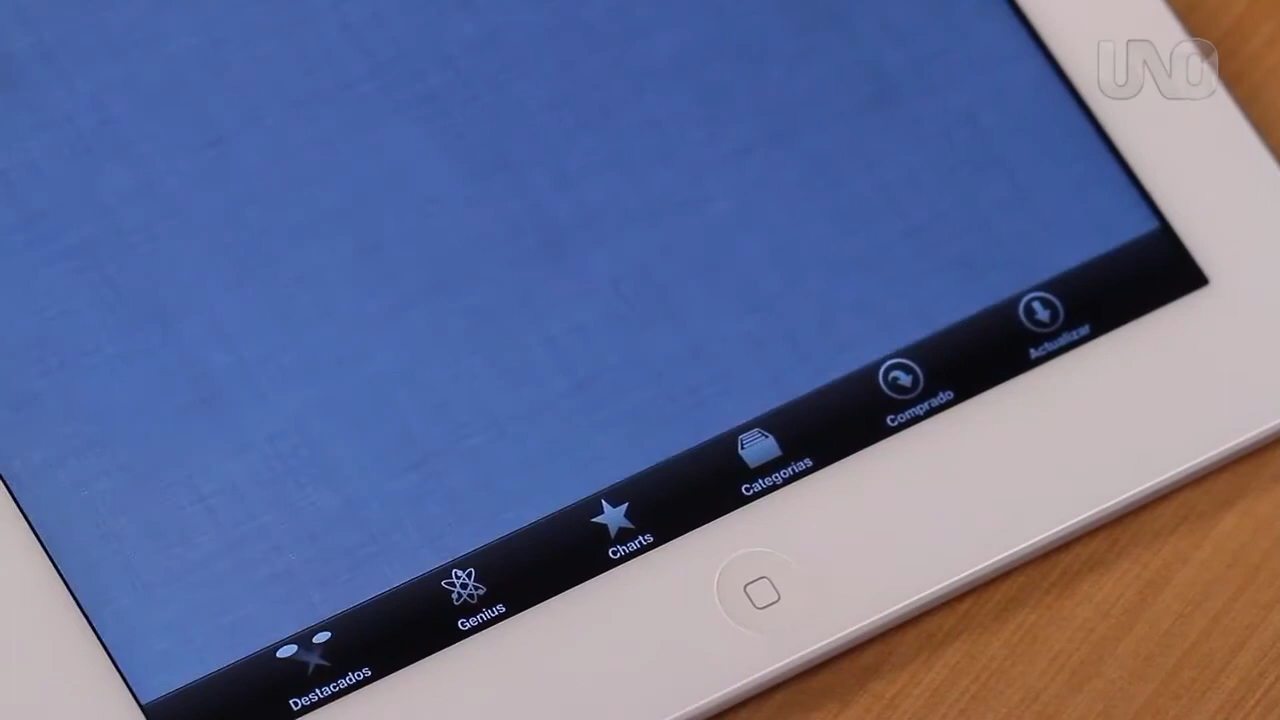 UNO
Destacados
Genius
Charts
Categorías
Comprado
Actualizar